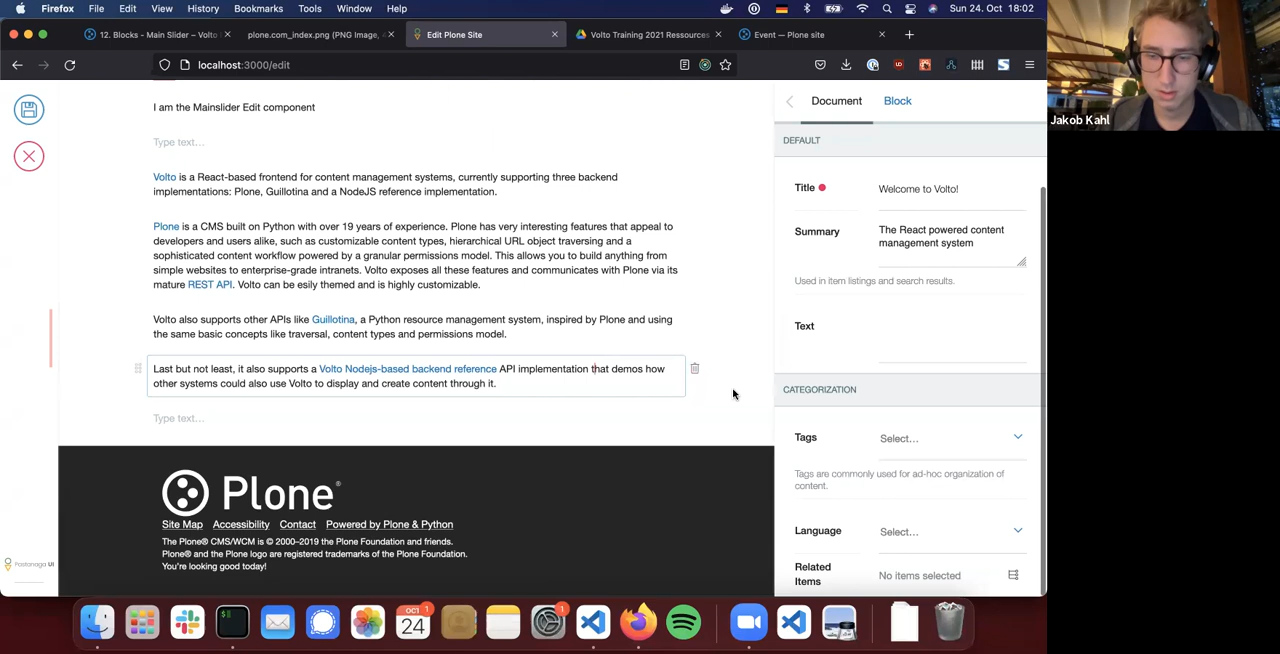 Firefox File Edit View History Bookmarks Tools Window Help Sun 24. Oct 18:02
12. Blocks - Main Slider – Volto
plone.com_index.png (PNG Image,
Edit Plone Site
Volto Training 2021 Ressources
Event — Plone site
localhost:3000/edit
Jakob Kahl
I am the Mainslider Edit component
Type text…
Volto is a React-based frontend for content management systems, currently supporting three backend
implementations: Plone, Guillotina and a NodeJS reference implementation.
Plone is a CMS built on Python with over 19 years of experience. Plone has very interesting features that appeal to
developers and users alike, such as customizable content types, hierarchical URL object traversing and a
sophisticated content workflow powered by a granular permissions model. This allows you to build anything from
simple websites to enterprise-grade intranets. Volto exposes all these features and communicates with Plone via its
mature REST API. Volto can be esily themed and is highly customizable.
Volto also supports other APIs like Guillotina, a Python resource management system, inspired by Plone and using
the same basic concepts like traversal, content types and permissions model.
Last but not least, it also supports a Volto Nodejs-based backend reference API implementation that demos how
other systems could also use Volto to display and create content through it.
Type text…
Plone®
Site Map Accessibility Contact Powered by Plone & Python
The Plone® CMS/WCM is © 2000–2019 the Plone Foundation and friends.
Plone® and the Plone logo are registered trademarks of the Plone Foundation.
You're looking good today!
Pastanaga UI
Document Block
DEFAULT
Title Welcome to Volto!
Summary The React powered content
management system
Used in item listings and search results.
Text
CATEGORIZATION
Tags Select…
Tags are commonly used for ad-hoc organization of
content.
Language Select…
Related
Items No items selected
OCT 1
24
1